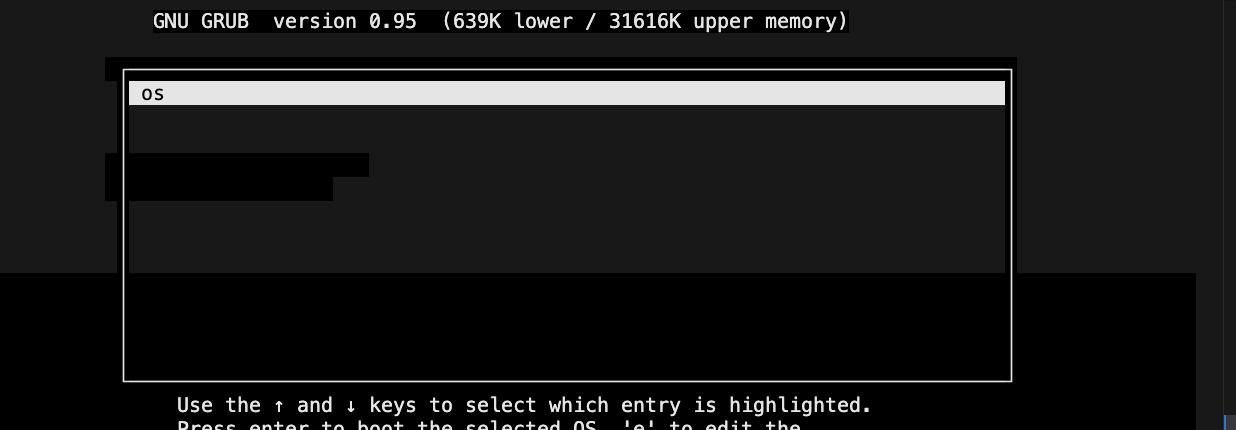 GNU GRUB  version 0.95  (639K lower / 31616K upper memory)
os
Use the ↑ and ↓ keys to select which entry is highlighted.
Press enter to boot the selected OS, 'e' to edit the